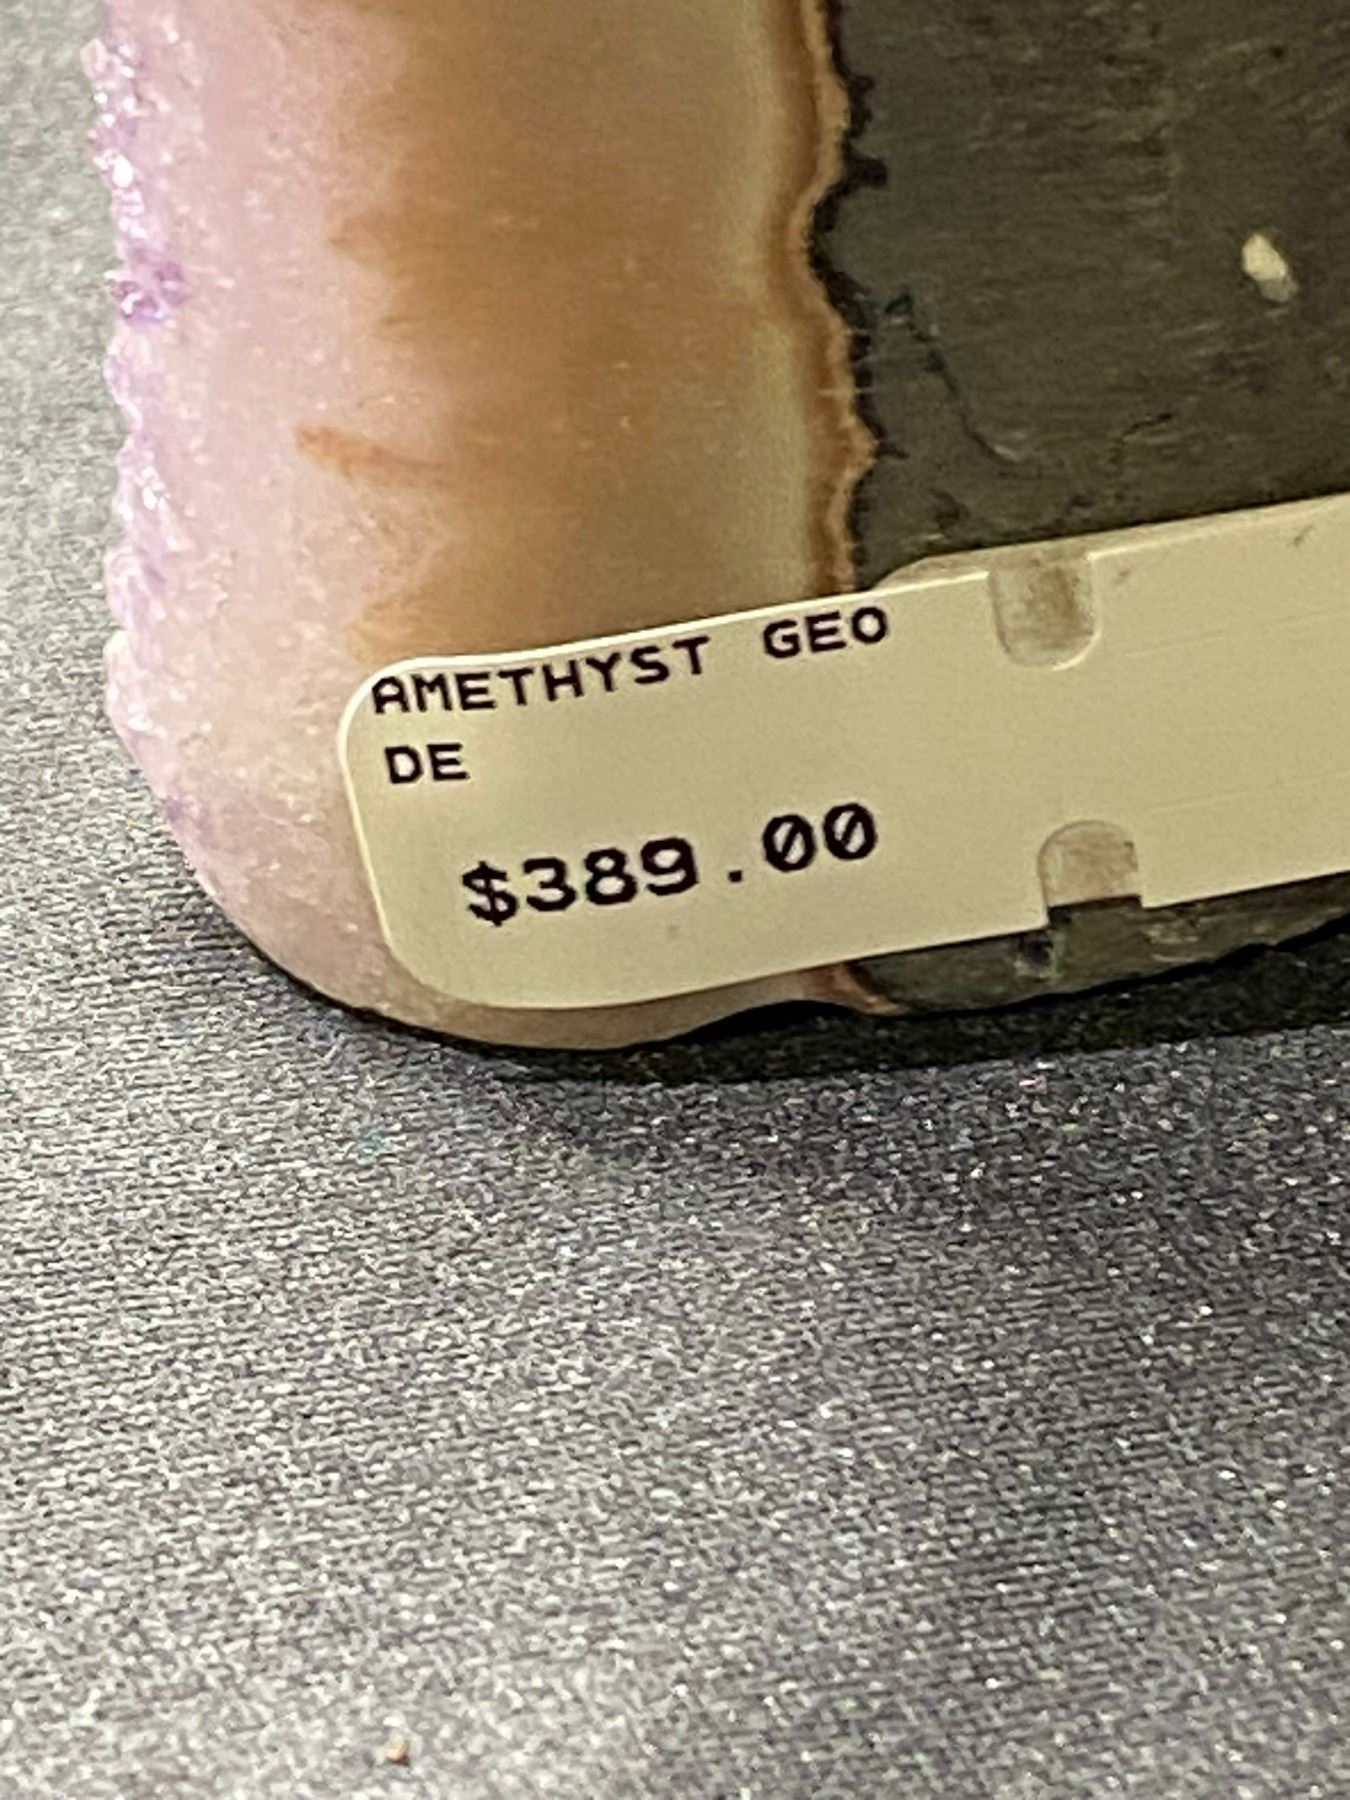 AMETHYST GEO
DE
$389.00